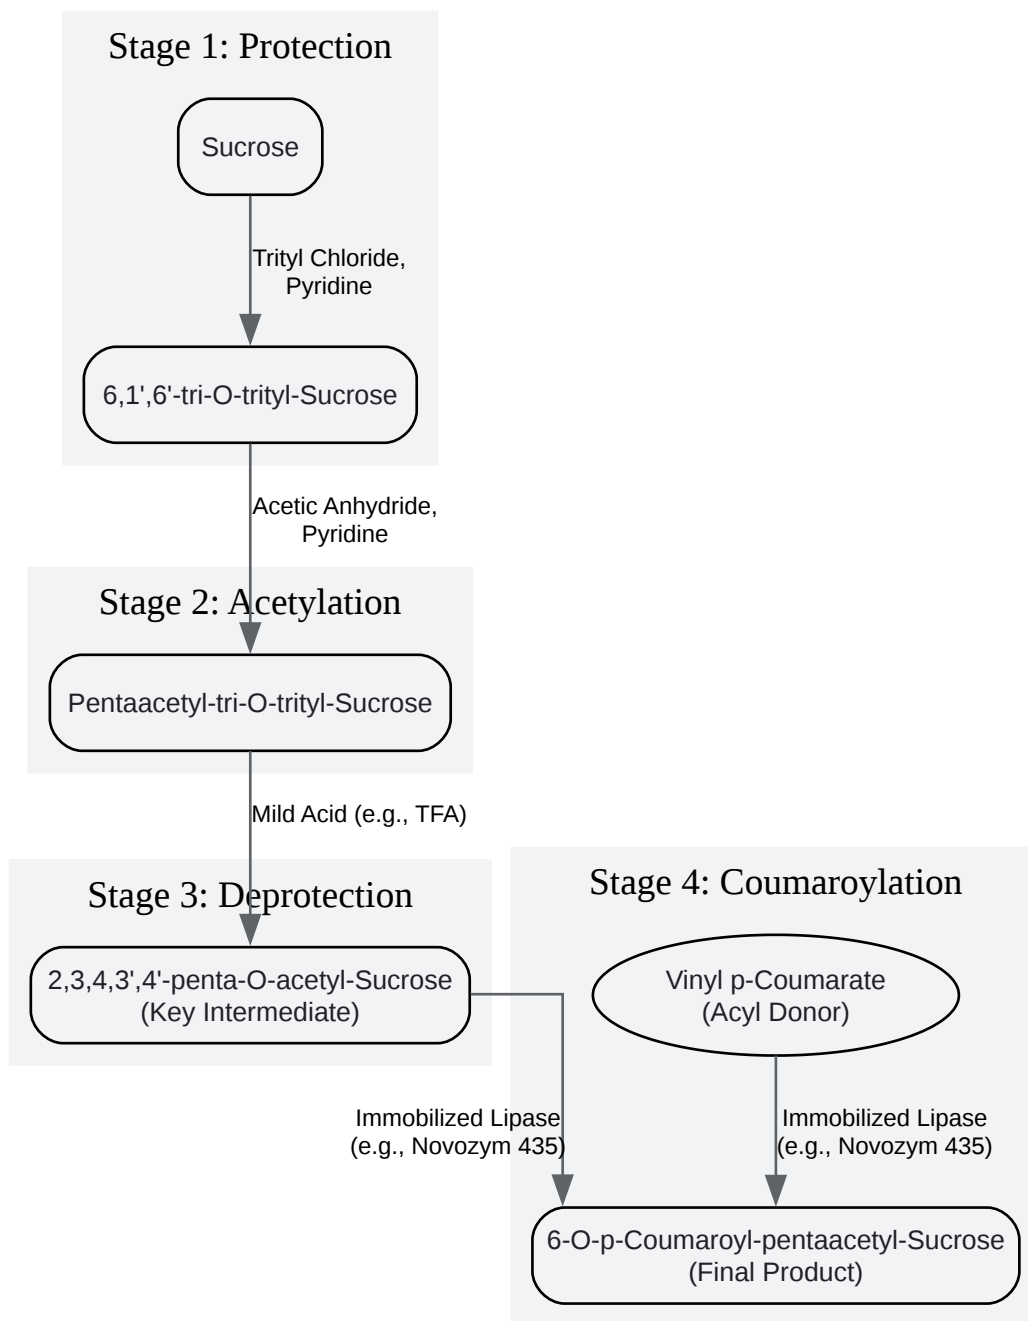 Stage 1: Protection
Sucrose
Trityl Chloride,
Pyridine
6,1',6'-tri-O-trityl-Sucrose
Acetic Anhydride,
Pyridine
Stage 2: Acetylation
Pentaacetyl-tri-O-trityl-Sucrose
Mild Acid (e.g., TFA)
Stage 3: Deprotection
2,3,4,3',4'-penta-O-acetyl-Sucrose
(Key Intermediate)
Stage 4: Coumaroylation
Vinyl p-Coumarate
(Acyl Donor)
Immobilized Lipase
(e.g., Novozym 435)
Immobilized Lipase
(e.g., Novozym 435)
6-O-p-Coumaroyl-pentaacetyl-Sucrose
(Final Product)